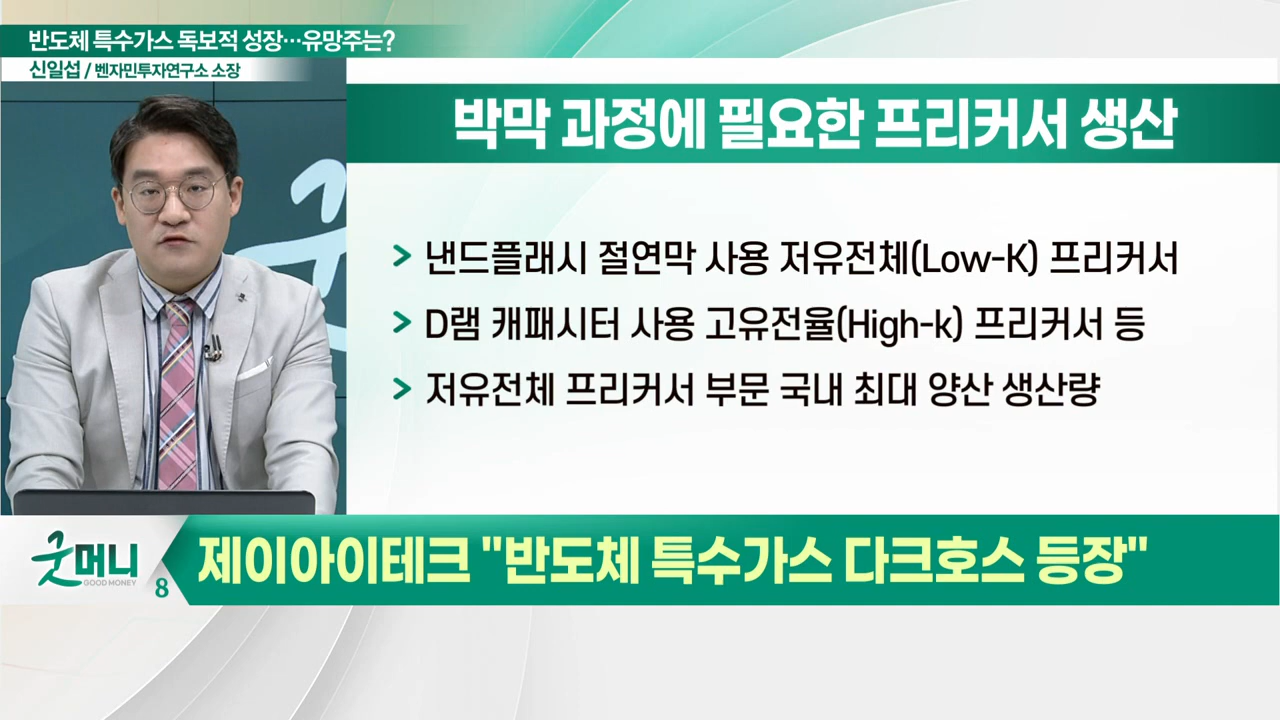 반도체 특수가스 독보적 성장…유망주는?
신일섭 / 벤자민투자연구소 소장
박막 과정에 필요한 프리커서 생산
> 낸드플래시 절연막 사용 저유전체(Low-K) 프리커서
> D램 캐패시터 사용 고유전율(High-k) 프리커서 등
> 저유전체 프리커서 부문 국내 최대 양산 생산량
굿머니
GOOD MONEY
8
제이아이테크 "반도체 특수가스 다크호스 등장"